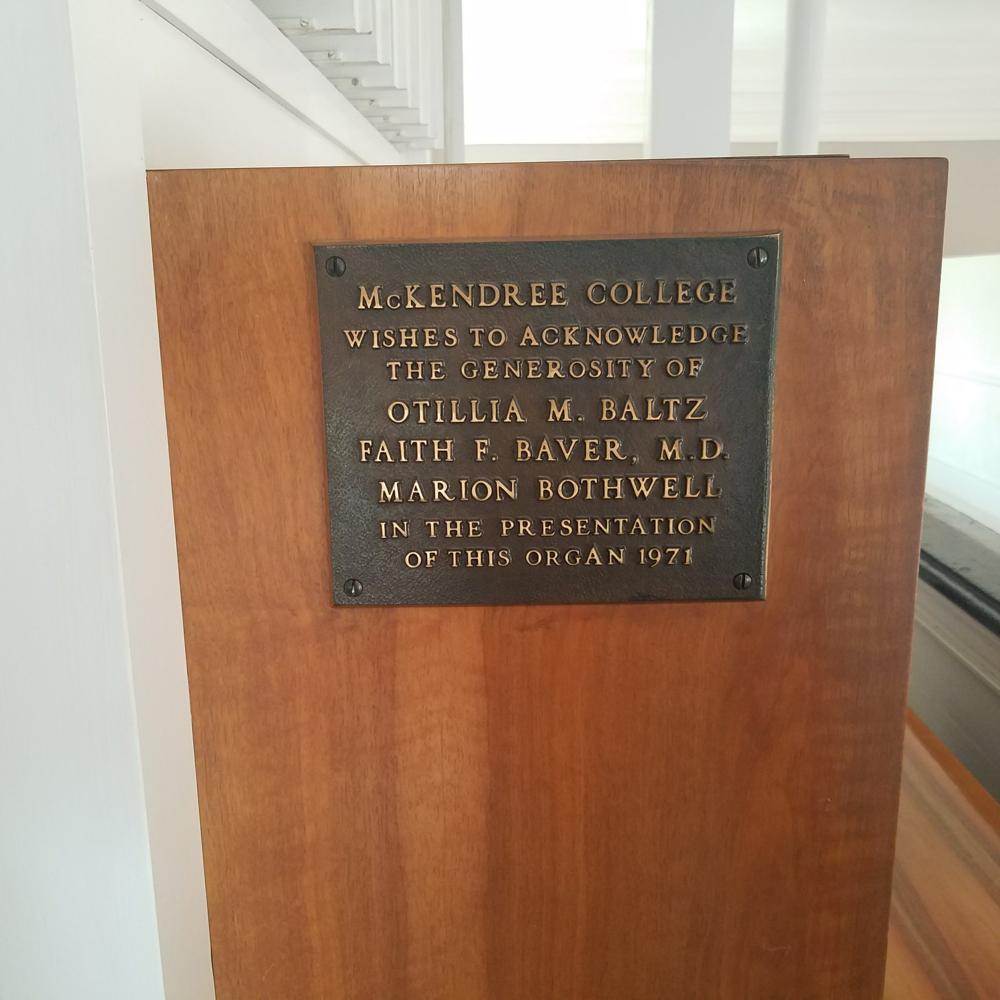 McKENDREE COLLEGE
WISHES TO ACKNOWLEDGE
THE GENEROSITY OF
OTILLIA M. BALTZ
FAITH F. BAVER, M.D.
MARION BOTHWELL
IN THE PRESENTATION
OF THIS ORGAN 1971